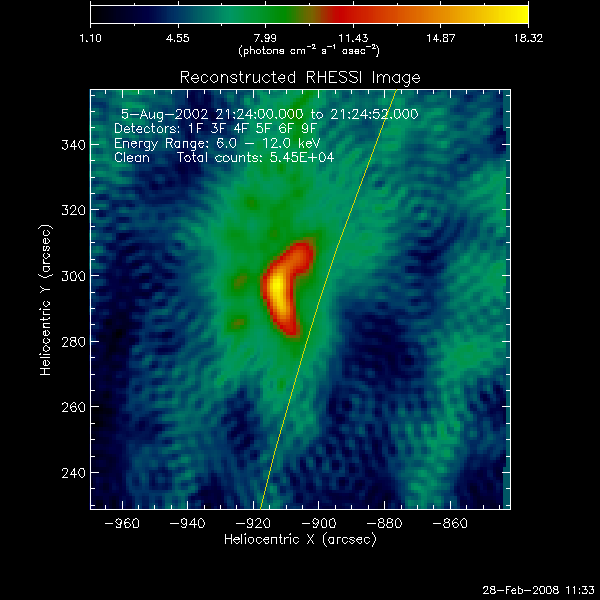 1.10 4.55 7.99 11.43 14.87 18.32
(photons cm⁻² s⁻¹ asec⁻²)
Reconstructed RHESSI Image
5-Aug-2002 21:24:00.000 to 21:24:52.000
Detectors: 1F 3F 4F 5F 6F 9F
Energy Range: 6.0 - 12.0 keV
Clean Total counts: 5.45E+04
340
320
300
280
260
240
Heliocentric Y (arcsec)
-960 -940 -920 -900 -880 -860
Heliocentric X (arcsec)
28-Feb-2008 11:33